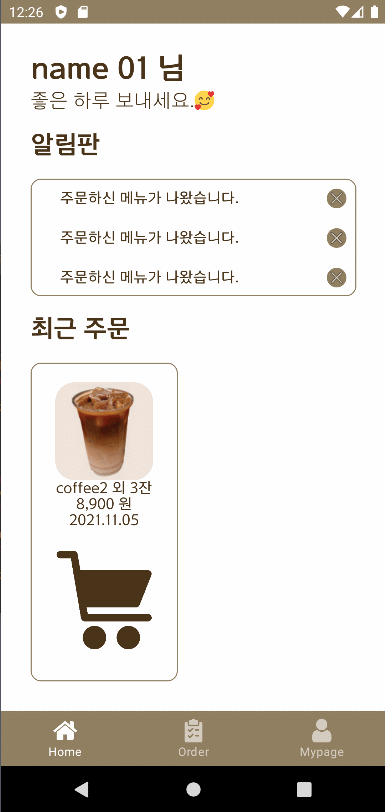 12:26
name 01 님
좋은 하루 보내세요.🥰
알림판
주문하신 메뉴가 나왔습니다.
주문하신 메뉴가 나왔습니다.
주문하신 메뉴가 나왔습니다.
최근 주문
coffee2 외 3잔
8,900 원
2021.11.05
Home
Order
Mypage